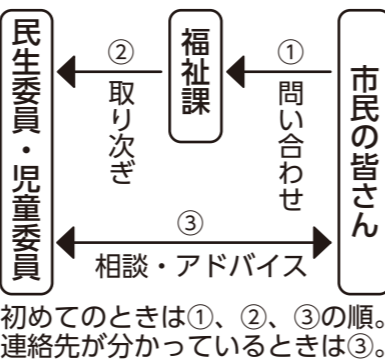 市民の皆さん
①
問い合わせ
福祉課
②
取り次ぎ
民生委員・児童委員
③
相談・アドバイス
初めてのときは①、②、③の順。
連絡先が分かっているときは③。